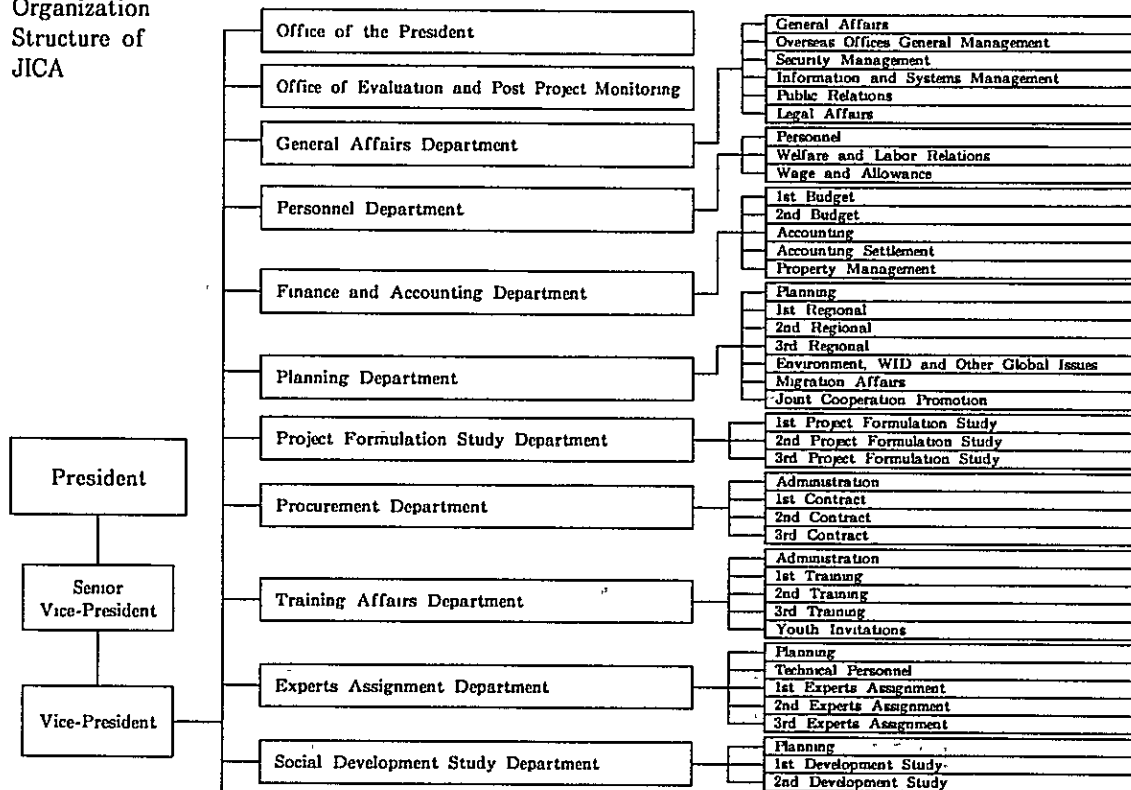 Organization
Structure of
JICA
President
Senior
Vice-President
Vice-President
Office of the President
Office of Evaluation and Post Project Monitoring
General Affairs Department
General Affairs
Overseas Offices General Management
Security Management
Information and Systems Management
Public Relations
Legal Affairs
Personnel Department
Personnel
Welfare and Labor Relations
Wage and Allowance
Finance and Accounting Department
1st Budget
2nd Budget
Accounting
Accounting Settlement
Property Management
Planning Department
Planning
1st Regional
2nd Regional
3rd Regional
Environment, WID and Other Global Issues
Migration Affairs
Joint Cooperation Promotion
Project Formulation Study Department
1st Project Formulation Study
2nd Project Formulation Study
3rd Project Formulation Study
Procurement Department
Administration
1st Contract
2nd Contract
3rd Contract
Training Affairs Department
Administration
1st Training
2nd Training
3rd Training
Youth Invitations
Experts Assignment Department
Planning
Technical Personnel
1st Experts Assignment
2nd Experts Assignment
3rd Experts Assignment
Social Development Study Department
Planning
1st Development Study
2nd Development Study